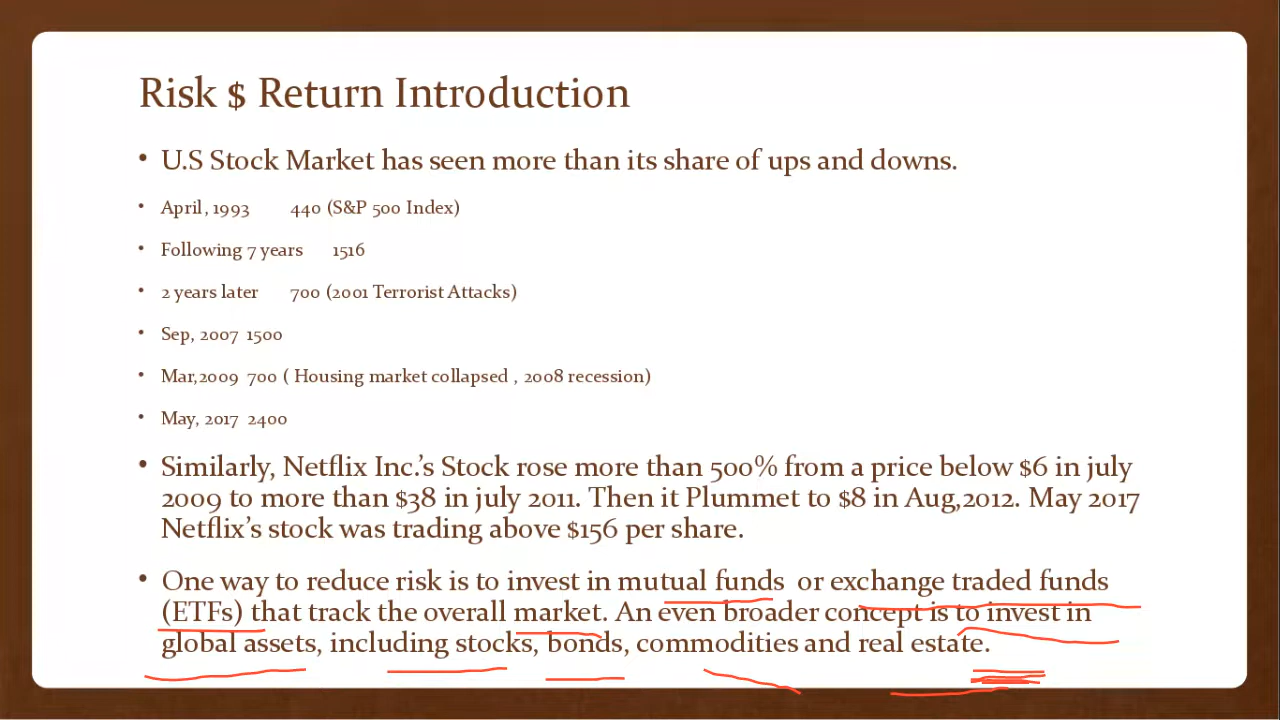 Risk $ Return Introduction
• U.S Stock Market has seen more than its share of ups and downs.
• April, 1993 440 (S&P 500 Index)
• Following 7 years 1516
• 2 years later 700 (2001 Terrorist Attacks)
• Sep, 2007 1500
• Mar,2009 700 ( Housing market collapsed , 2008 recession)
• May, 2017 2400
• Similarly, Netflix Inc.'s Stock rose more than 500% from a price below $6 in july
2009 to more than $38 in july 2011. Then it Plummet to $8 in Aug,2012. May 2017
Netflix's stock was trading above $156 per share.
• One way to reduce risk is to invest in mutual funds or exchange traded funds
(ETFs) that track the overall market. An even broader concept is to invest in
global assets, including stocks, bonds, commodities and real estate.